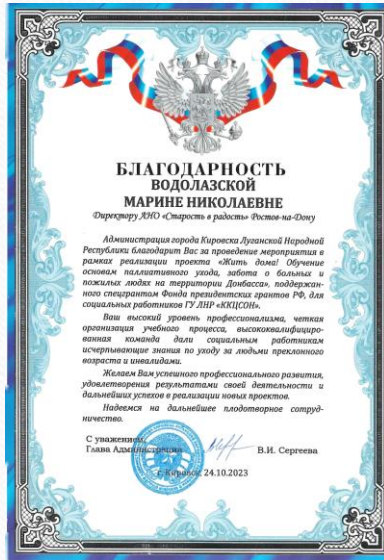 БЛАГОДАРНОСТЬ
ВОДОЛАЗСКОЙ
МАРИНЕ НИКОЛАЕВНЕ
Директору АНО «Старость в радость» Ростов-на-Дону
Администрация города Кировска Луганской Народной
Республики благодарит Вас за проведение мероприятия в
рамках реализации проекта «Жить дома! Обучение
основам паллиативного ухода, забота о больных и
пожилых людях на территории Донбасса», поддержан-
ного спецгрантом Фонда президентских грантов РФ, для
социальных работников ГУ ЛНР «ККЦСОН».
Ваш высокий уровень профессионализма, четкая
организация учебного процесса, высококвалифициро-
ванная команда дали социальным работникам
исчерпывающие знания по уходу за людьми преклонного
возраста и инвалидами.
Желаем Вам успешного профессионального развития,
удовлетворения результатами своей деятельности и
дальнейших успехов в реализации новых проектов.
Надеемся на дальнейшее плодотворное сотруд-
ничество.
С уважением,
Глава Администрации В.И. Сергеева
г. Кировск, 24.10.2023